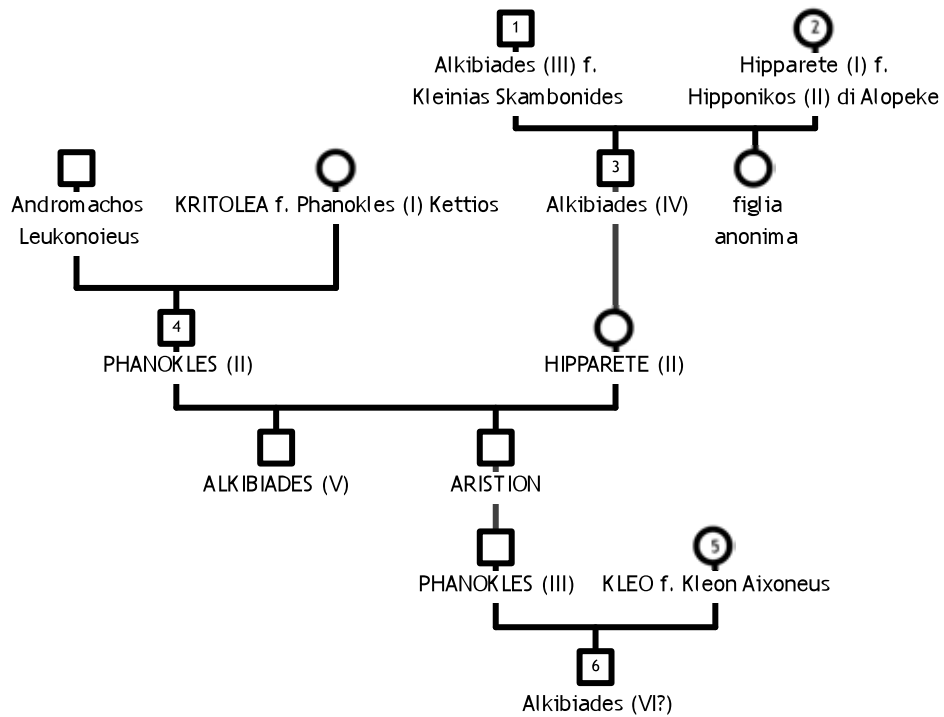 1
2
Alkibiades (III) f.
Kleinias Skambonides
Hipparete (I) f.
Hipponikos (II) di Alopeke
3
Andromachos
Leukonoieus
KRITOLEA f. Phanokles (I) Kettios
Alkibiades (IV)
figlia
anonima
4
PHANOKLES (II)
HIPPARETE (II)
ALKIBIADES (V)
ARISTION
5
PHANOKLES (III)
KLEO f. Kleon Aixoneus
6
Alkibiades (VI?)